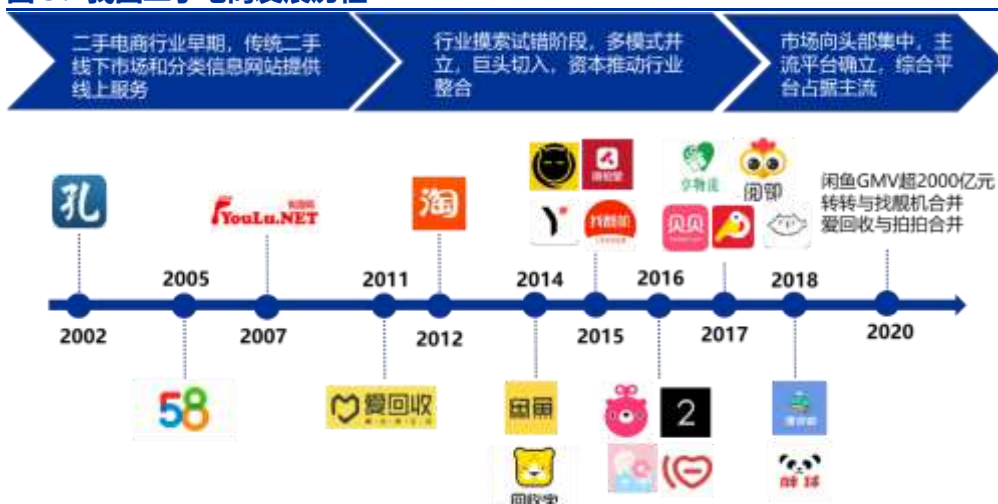 二手电商行业早期，传统二手
线下市场和分类信息网站提供
线上服务
行业摸索试错阶段，多模式并
立，巨头切入，资本推动行业
整合
市场向头部集中，主
流平台确立，综合平
台占据主流
孔
YouLu.NET
淘
找靓机
享物说
闲鱼GMV超2000亿元
转转与找靓机合并
爱回收与拍拍合并
贝贝
2005
2011
2014
2016
2018
2002
2007
2012
2015
2017
2020
58
爱回收
闲鱼
2
胖球